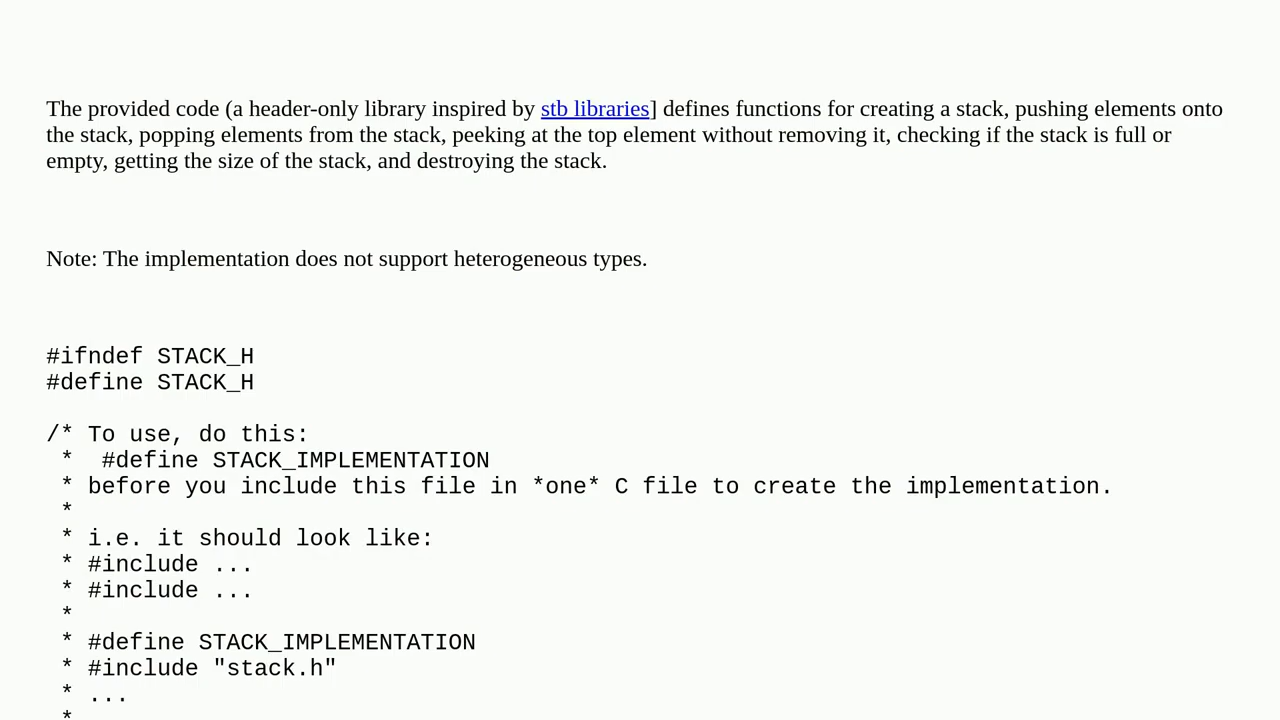 The provided code (a header-only library inspired by stb libraries] defines functions for creating a stack, pushing elements onto
the stack, popping elements from the stack, peeking at the top element without removing it, checking if the stack is full or
empty, getting the size of the stack, and destroying the stack.
Note: The implementation does not support heterogeneous types.
#ifndef STACK_H
#define STACK_H
/* To use, do this:
 *  #define STACK_IMPLEMENTATION
 * before you include this file in *one* C file to create the implementation.
 *
 * i.e. it should look like:
 * #include ...
 * #include ...
 *
 * #define STACK_IMPLEMENTATION
 * #include "stack.h"
 * ...
 *